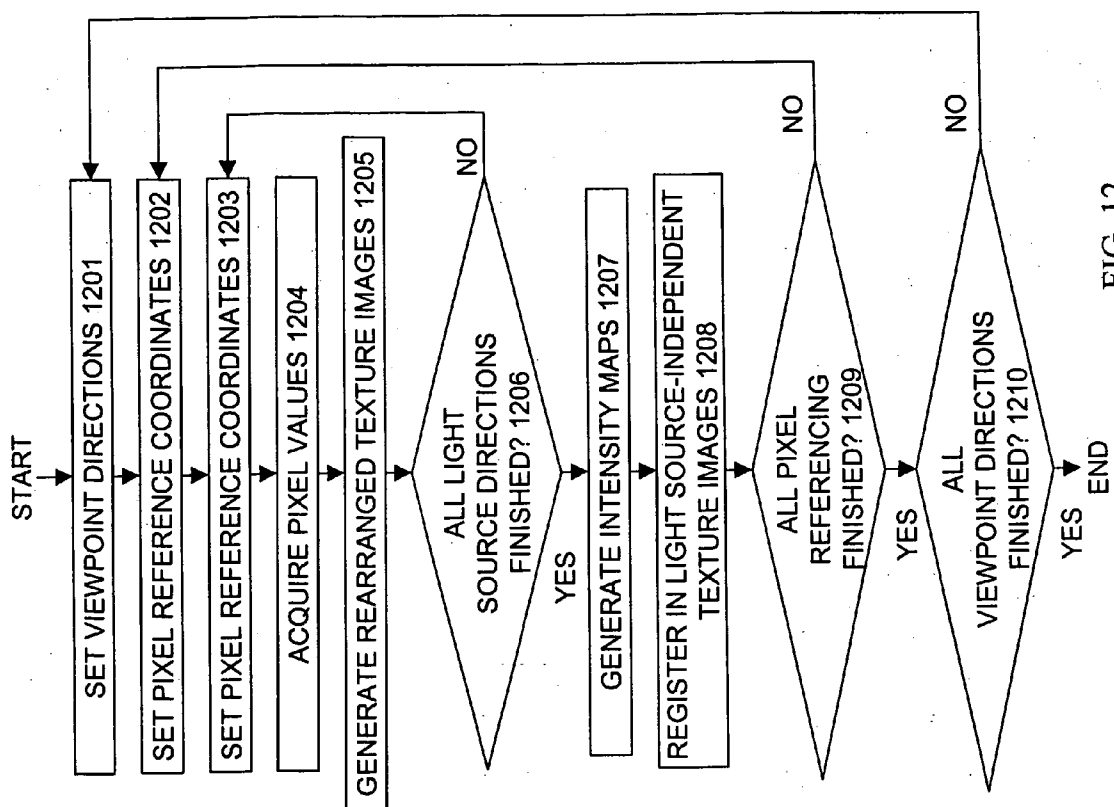 START
SET VIEWPOINT DIRECTIONS 1201
SET PIXEL REFERENCE COORDINATES 1202
SET PIXEL REFERENCE COORDINATES 1203
ACQUIRE PIXEL VALUES 1204
GENERATE REARRANGED TEXTURE IMAGES 1205
ALL LIGHT
SOURCE DIRECTIONS
FINISHED? 1206
NO
YES
GENERATE INTENSITY MAPS 1207
REGISTER IN LIGHT SOURCE-INDEPENDENT
TEXTURE IMAGES 1208
ALL PIXEL
REFERENCING
FINISHED? 1209
NO
YES
ALL
VIEWPOINT DIRECTIONS
FINISHED? 1210
NO
YES
END
FIG. 12